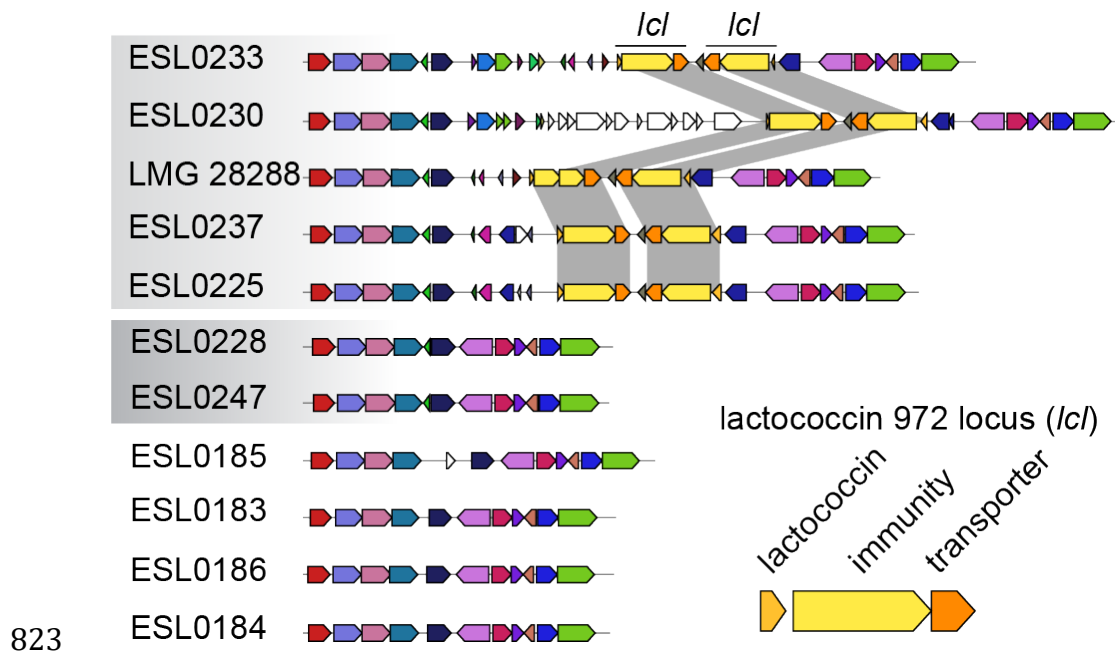 lcl lcl
ESL0233
ESL0230
LMG 28288
ESL0237
ESL0225
ESL0228
ESL0247
ESL0185
ESL0183
ESL0186
ESL0184
lactococcin 972 locus (lcl)
lactococcin
immunity
transporter
823